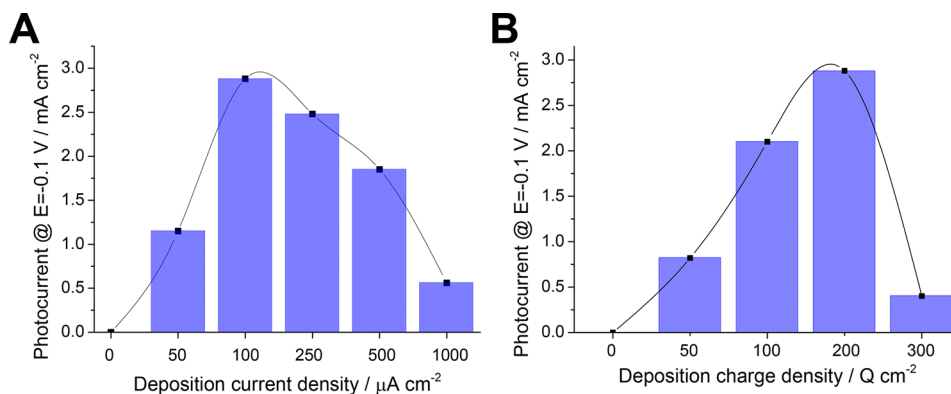 A
Photocurrent @ E=-0.1 V / mA cm-2
3.0
2.5
2.0
1.5
1.0
0.5
0.0
0 50 100 250 500 1000
Deposition current density / μA cm-2
B
Photocurrent @ E=-0.1 V / mA cm-2
3.0
2.5
2.0
1.5
1.0
0.5
0.0
0 50 100 200 300
Deposition charge density / Q cm-2